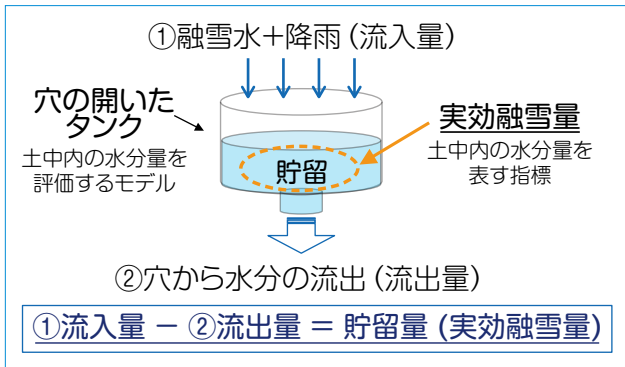 ①融雪水＋降雨（流入量）
穴の開いた
タンク
土中内の水分量を
評価するモデル
貯留
実効融雪量
土中内の水分量を
表す指標
②穴から水分の流出（流出量）
①流入量 － ②流出量 ＝ 貯留量（実効融雪量）